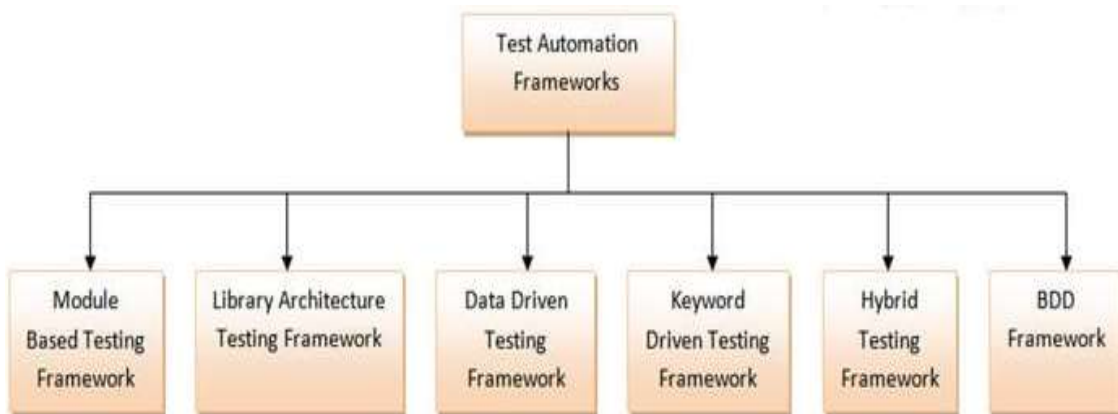 Test Automation
Frameworks
Module
Based Testing
Framework
Library Architecture
Testing Framework
Data Driven
Testing
Framework
Keyword
Driven Testing
Framework
Hybrid
Testing
Framework
BDD
Framework